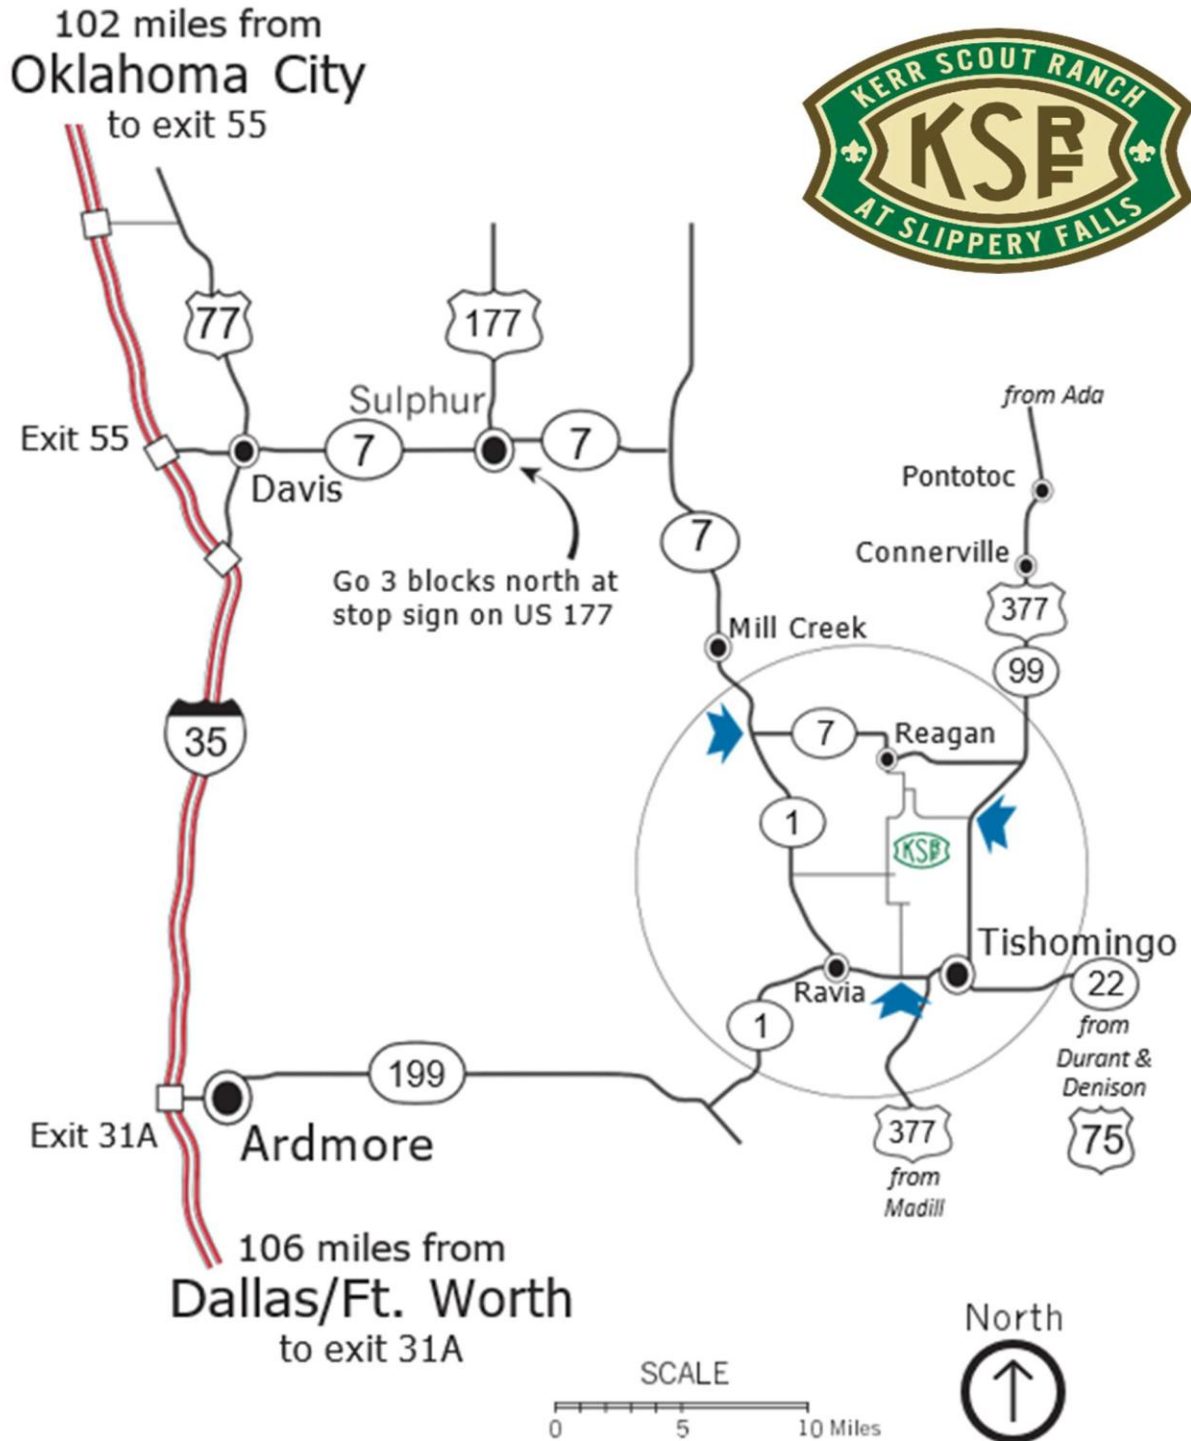 102 miles from
Oklahoma City
to exit 55
KERR SCOUT RANCH
KSRF
AT SLIPPERY FALLS
77
177
Sulphur
from Ada
Exit 55
7
7
Davis
Pontotoc
7
Connerville
Go 3 blocks north at
stop sign on US 177
377
Mill Creek
99
35
7
Reagan
1
KSRF
Tishomingo
Ravia
22
1
from
Durant &
Denison
199
Exit 31A
Ardmore
377
75
from
Madill
106 miles from
Dallas/Ft. Worth
to exit 31A
North
SCALE
0 5 10 Miles